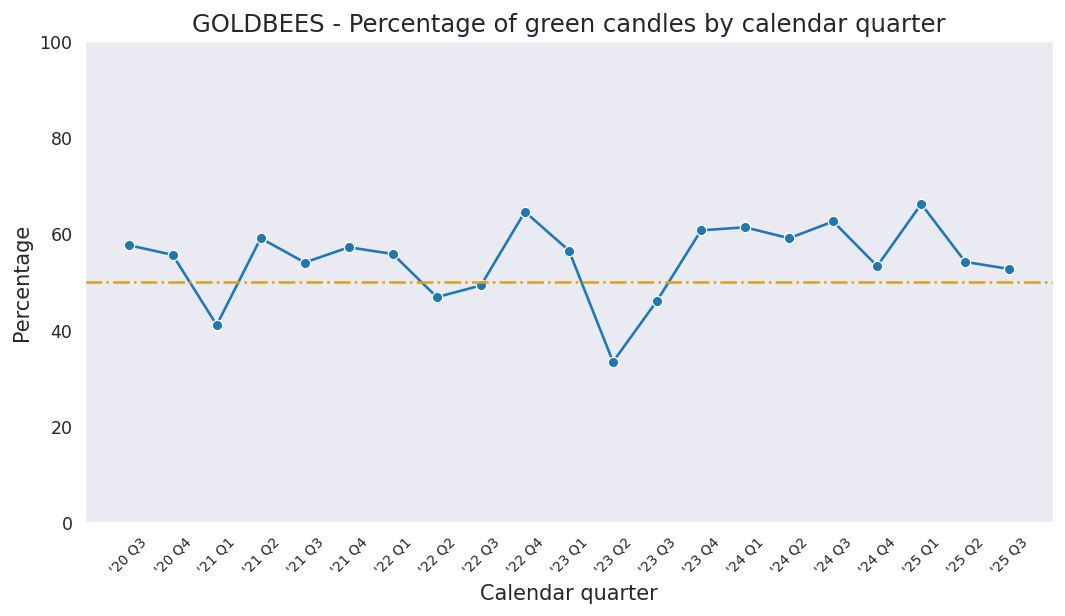 GOLDBEES - Percentage of green candles by calendar quarter
100
80
60
40
20
0
Percentage
'20 Q3
'20 Q4
'21 Q1
'21 Q2
'21 Q3
'21 Q4
'22 Q1
'22 Q2
'22 Q3
'22 Q4
'23 Q1
'23 Q2
'23 Q3
'23 Q4
'24 Q1
'24 Q2
'24 Q3
'24 Q4
'25 Q1
'25 Q2
'25 Q3
Calendar quarter